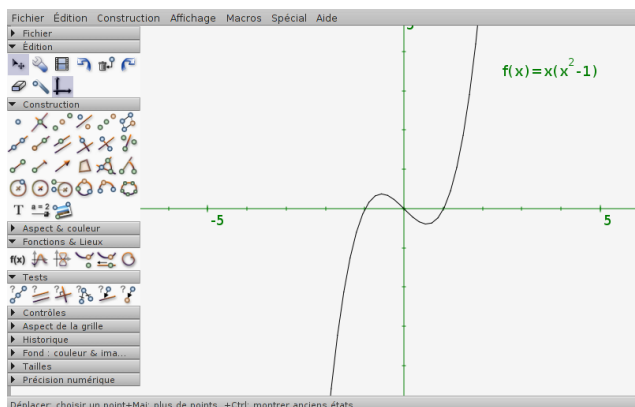 Fichier Édition Construction Affichage Macros Spécial Aide
Fichier
Édition
Construction
T a=2
Aspect & couleur
Fonctions & Lieux
f(x)
Tests
? ? ? ? ? ?
Contrôles
Aspect de la grille
Historique
Fond : couleur & ima...
Tailles
Précision numérique
f(x)=x(x²-1)
-5
5
Déplacer: choisir un point+Maj: plus de points, +Ctrl: montrer anciens états.